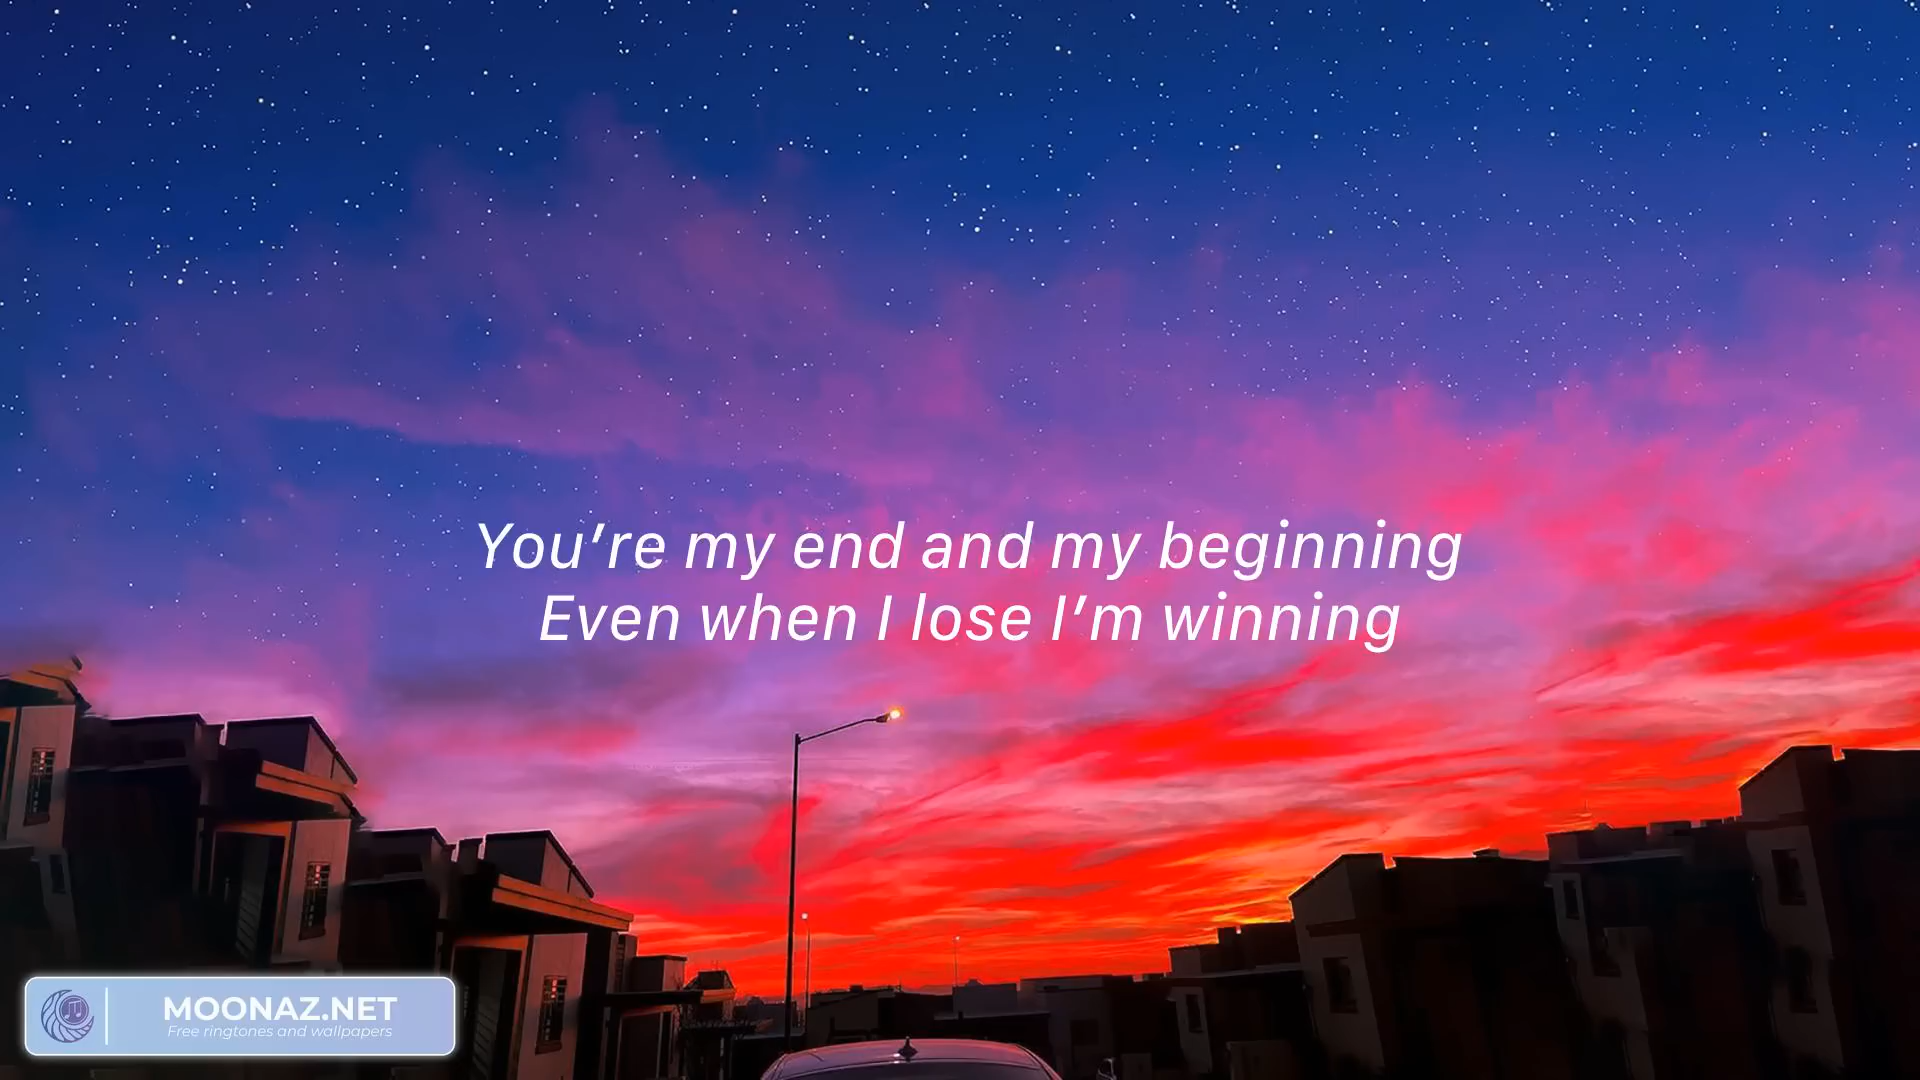 You’re my end and my beginning
Even when I lose I’m winning
MOONAZ.NET
Free ringtones and wallpapers